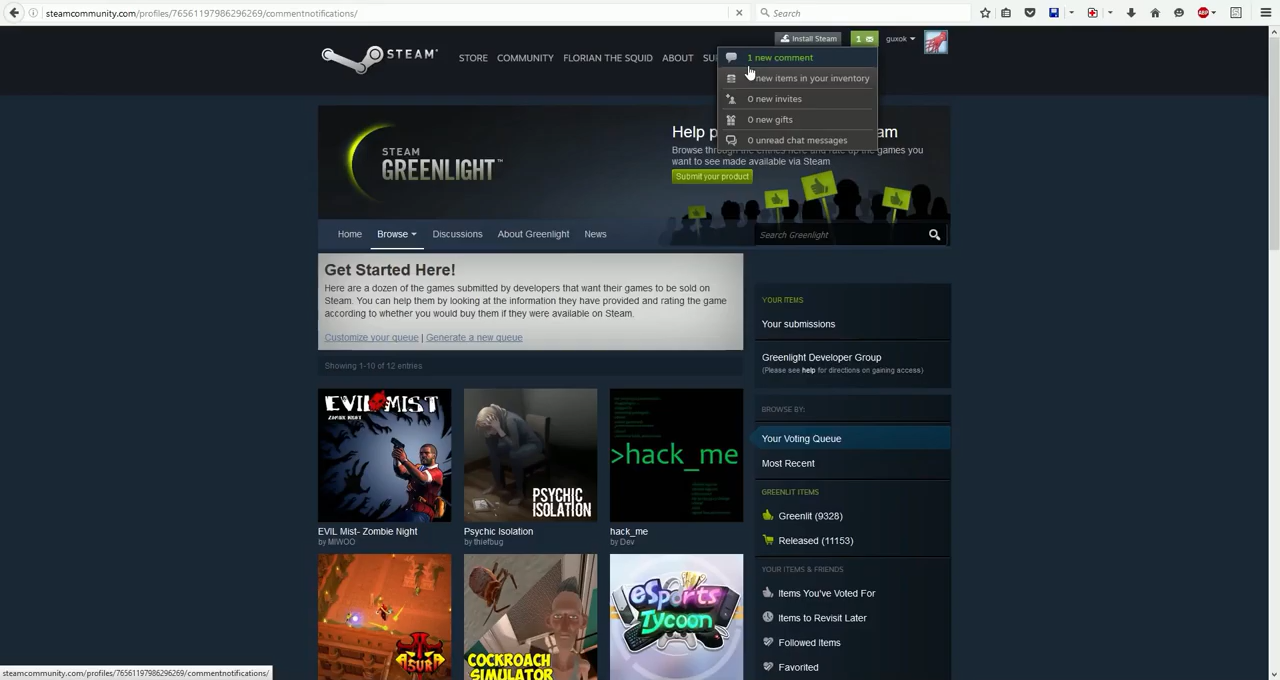 steamcommunity.com/profiles/76561197986296269/commentnotifications/
Search
ABP
STEAM®
STORE COMMUNITY FLORIAN THE SQUID ABOUT SU
Install Steam
1
guxok
1 new comment
new items in your inventory
0 new invites
0 new gifts
0 unread chat messages
STEAM
GREENLIGHT™
Help p am
Browse through the entries here and rate up the games you
want to see made available via Steam
Submit your product
Home Browse Discussions About Greenlight News
Search Greenlight
Get Started Here!
Here are a dozen of the games submitted by developers that want their games to be sold on
Steam. You can help them by looking at the information they have provided and rating the game
according to whether you would buy them if they were available on Steam.
Customize your queue | Generate a new queue
Showing 1-10 of 12 entries
EVIL MIST
ZOMBIE NIGHT
PSYCHIC
ISOLATION
>hack_me
EVIL Mist- Zombie Night
by MIWOO
Psychic Isolation
by thiefbug
hack_me
by Dev
ASURA
COCKROACH
SIMULATOR
eSports
Tycoon
YOUR ITEMS
Your submissions
Greenlight Developer Group
(Please see help for directions on gaining access)
BROWSE BY:
Your Voting Queue
Most Recent
GREENLIT ITEMS
Greenlit (9328)
Released (11153)
YOUR ITEMS & FRIENDS
Items You've Voted For
Items to Revisit Later
Followed Items
Favorited
steamcommunity.com/profiles/76561197986296269/commentnotifications/